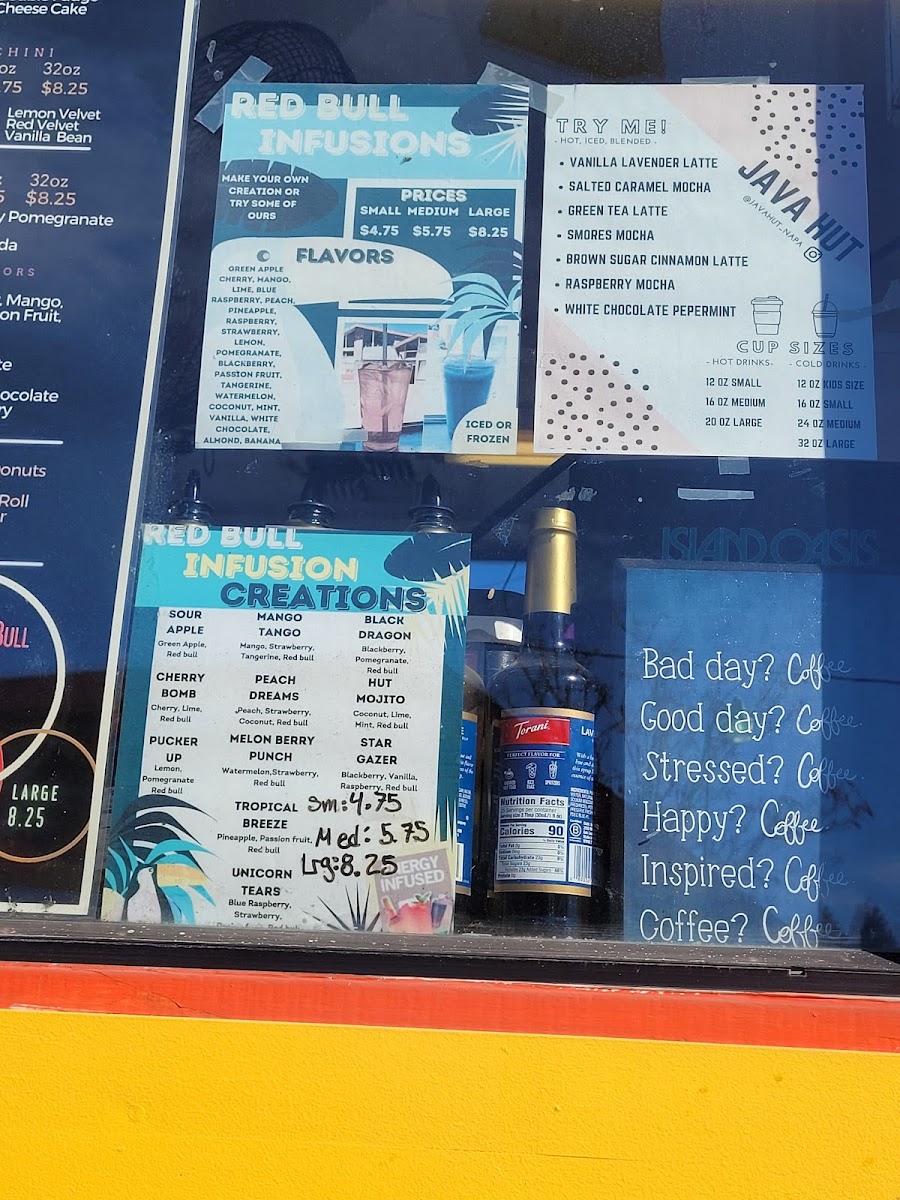 Cheese Cake
CHINI
oz 32oz
.75 $8.25
Lemon Velvet
Red Velvet
Vanilla Bean
32oz
$8.25
y Pomegranate
da
ORS
Mango,
on Fruit,
te
ocolate
ry
onuts
Roll
r
BULL
LARGE
8.25
RED BULL
INFUSIONS
MAKE YOUR OWN
CREATION OR
TRY SOME OF
OURS
PRICES
SMALL MEDIUM LARGE
$4.75 $5.75 $8.25
FLAVORS
GREEN APPLE
CHERRY, MANGO,
LIME, BLUE
RASPBERRY, PEACH,
PINEAPPLE,
RASPBERRY,
STRAWBERRY,
LEMON,
POMEGRANATE,
BLACKBERRY,
PASSION FRUIT,
TANGERINE,
WATERMELON,
COCONUT, MINT,
VANILLA, WHITE
CHOCOLATE,
ALMOND, BANANA
ICED OR
FROZEN
TRY ME!
- HOT, ICED, BLENDED -
• VANILLA LAVENDER LATTE
• SALTED CARAMEL MOCHA
• GREEN TEA LATTE
• SMORES MOCHA
• BROWN SUGAR CINNAMON LATTE
• RASPBERRY MOCHA
• WHITE CHOCOLATE PEPERMINT
JAVA HUT
@JAVAHUT_NAPA
CUP SIZES
- HOT DRINKS- - COLD DRINKS -
12 OZ SMALL 12 OZ KIDS SIZE
16 OZ MEDIUM 16 OZ SMALL
20 OZ LARGE 24 OZ MEDIUM
32 OZ LARGE
RED BULL
INFUSION
CREATIONS
SOUR
APPLE
Green Apple,
Red bull
CHERRY
BOMB
Cherry, Lime,
Red bull
PUCKER
UP
Lemon,
Pomegranate
Red bull
MANGO
TANGO
Mango, Strawberry,
Tangerine, Red bull
PEACH
DREAMS
Peach, Strawberry,
Coconut, Red bull
MELON BERRY
PUNCH
Watermelon,Strawberry,
Red bull
TROPICAL
BREEZE
Pineapple, Passion fruit,
Red bull
UNICORN
TEARS
Blue Raspberry,
Strawberry,
BLACK
DRAGON
Blackberry,
Pomegranate,
Red bull
HUT
MOJITO
Coconut, Lime,
Mint, Red bull
STAR
GAZER
Blackberry, Vanilla,
Raspberry, Red bull
Sm: 4.75
Med: 5.75
Lrg: 8.25
ERGY
INFUSED
Torani
PERFECT FLAVOR FOR
LAV
Nutrition Facts
Calories 90
ISLAND OASIS
Bad day? Coffee
Good day? Coffee
Stressed? Coffee
Happy? Coffee
Inspired? Coffee
Coffee? Coffee